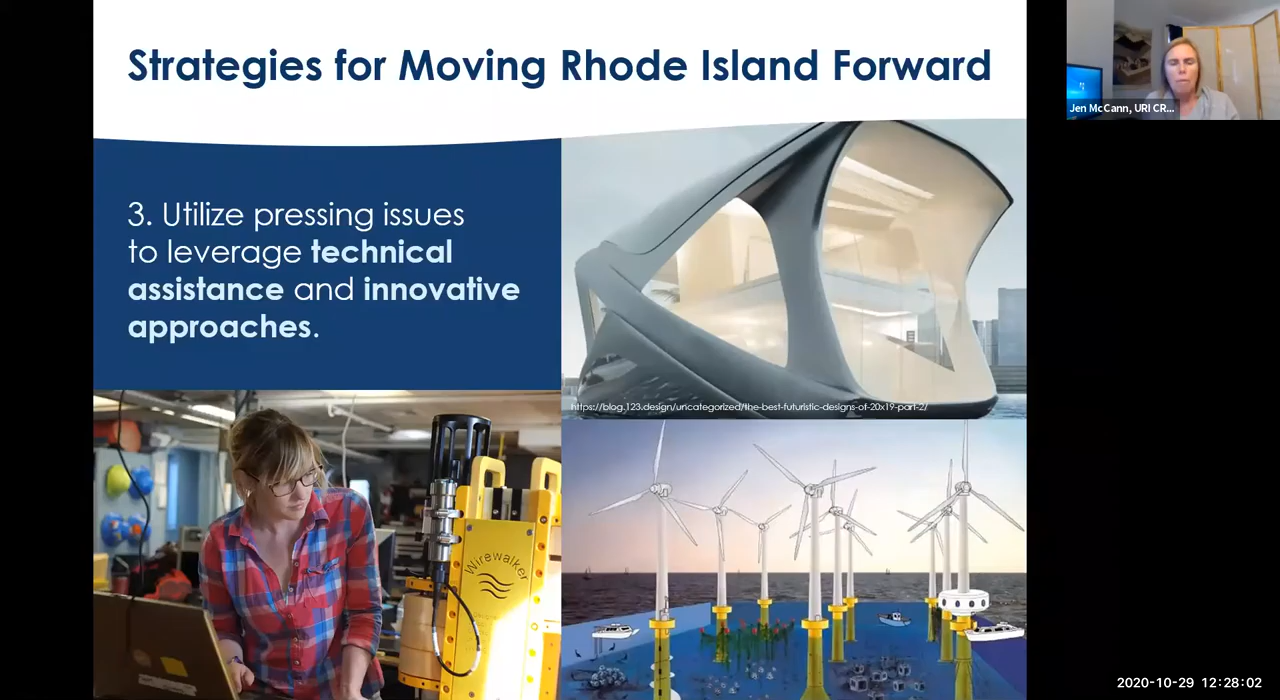 Strategies for Moving Rhode Island Forward
Jen McCann, URI CR...
3. Utilize pressing issues
to leverage technical
assistance and innovative
approaches.
https://blog.123.design/uncategorized/the-best-futuristic-designs-of-20x19-part-2/
Wirewalker
2020-10-29 12:28:02